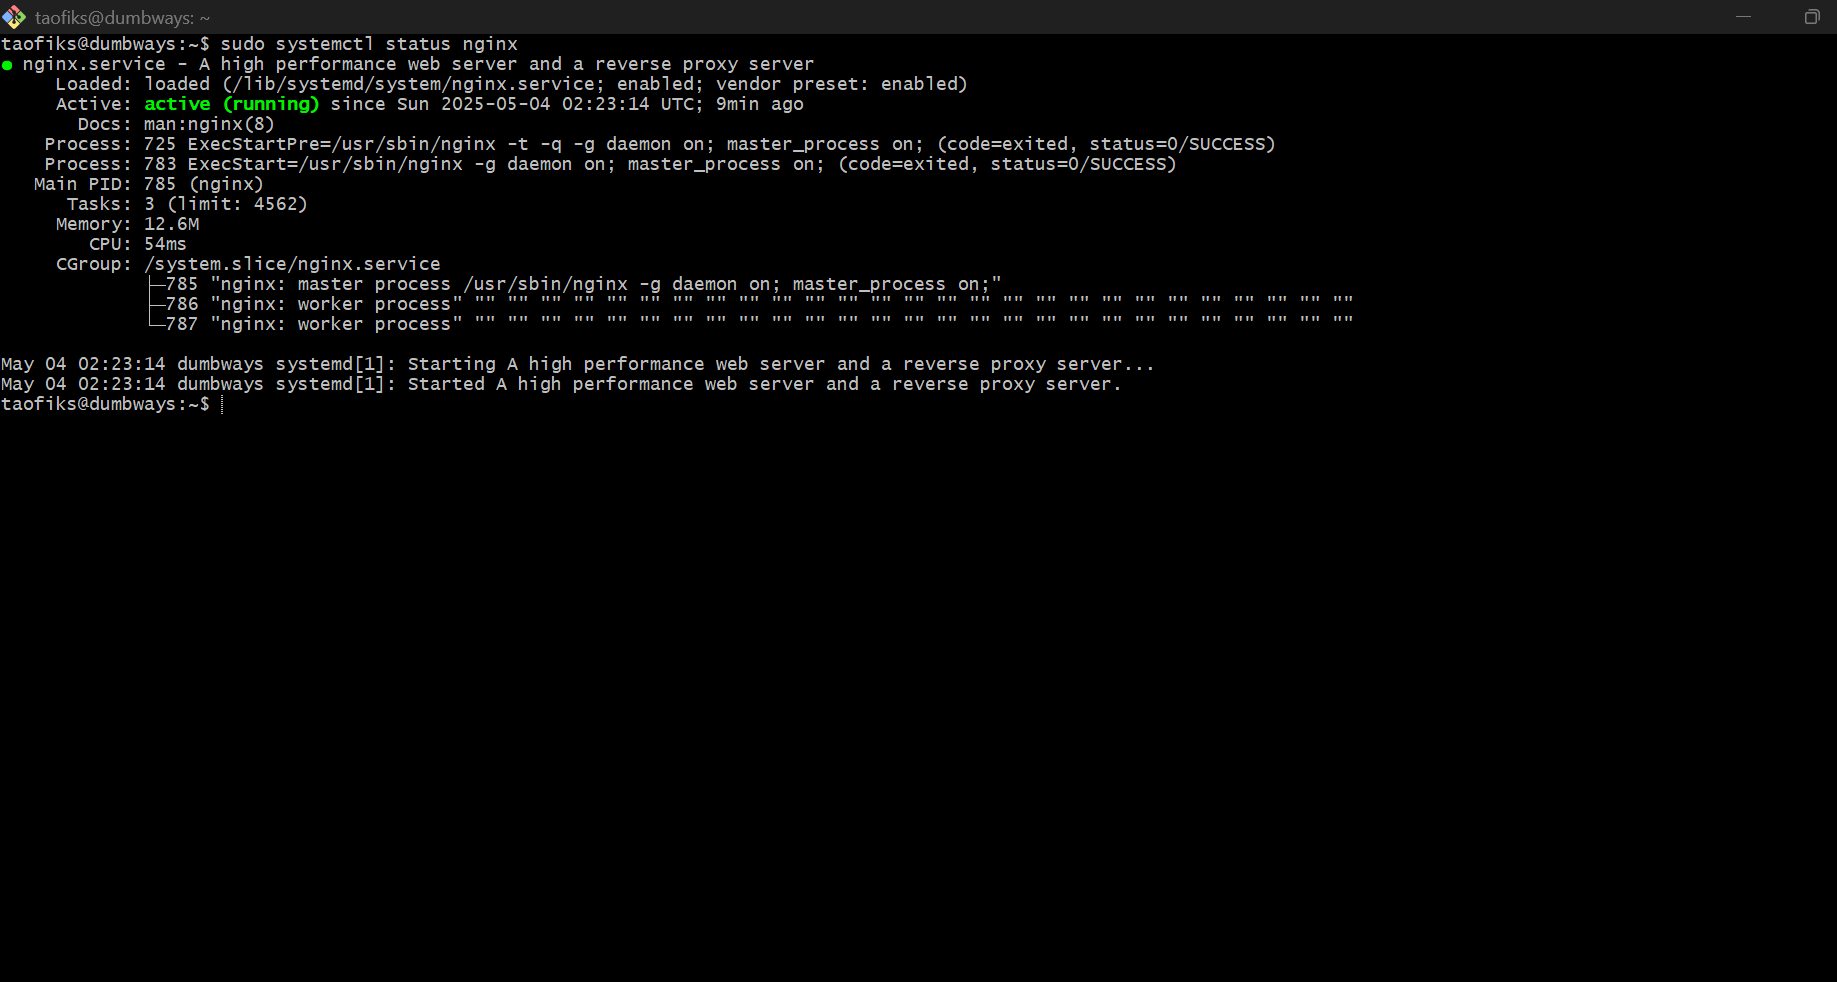 taofiks@dumbways: ~
taofiks@dumbways:~$ sudo systemctl status nginx
● nginx.service - A high performance web server and a reverse proxy server
     Loaded: loaded (/lib/systemd/system/nginx.service; enabled; vendor preset: enabled)
     Active: active (running) since Sun 2025-05-04 02:23:14 UTC; 9min ago
       Docs: man:nginx(8)
    Process: 725 ExecStartPre=/usr/sbin/nginx -t -q -g daemon on; master_process on; (code=exited, status=0/SUCCESS)
    Process: 783 ExecStart=/usr/sbin/nginx -g daemon on; master_process on; (code=exited, status=0/SUCCESS)
   Main PID: 785 (nginx)
      Tasks: 3 (limit: 4562)
     Memory: 12.6M
        CPU: 54ms
     CGroup: /system.slice/nginx.service
             ├─785 "nginx: master process /usr/sbin/nginx -g daemon on; master_process on;"
             ├─786 "nginx: worker process" "" "" "" "" "" "" "" "" "" "" "" "" "" "" "" "" "" "" "" "" "" "" "" "" "" "" ""
             └─787 "nginx: worker process" "" "" "" "" "" "" "" "" "" "" "" "" "" "" "" "" "" "" "" "" "" "" "" "" "" "" ""
May 04 02:23:14 dumbways systemd[1]: Starting A high performance web server and a reverse proxy server...
May 04 02:23:14 dumbways systemd[1]: Started A high performance web server and a reverse proxy server.
taofiks@dumbways:~$